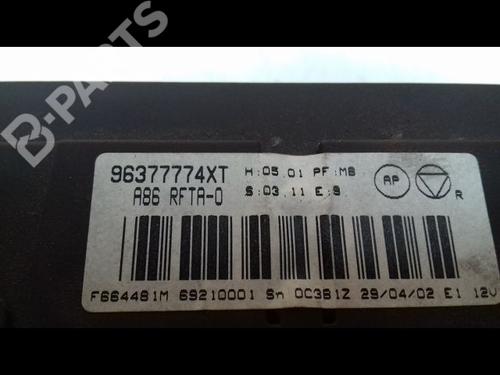 B-PARTS
96377774XT H:05.01 PF:MB
A86 RFTA-0 S:03.11 E:9
AP
R
F664481M 69210001 Sn 0C3B1Z 29/04/02 E1 12V